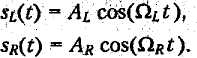 s_L(t) = A_L cos(Ω_L t),
s_R(t) = A_R cos(Ω_R t).